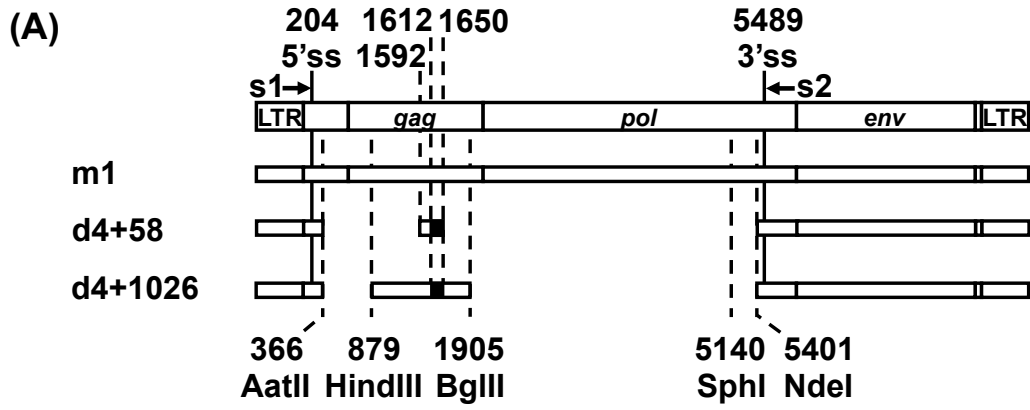 (A)
204 1612 1650 5489
5'ss 1592 3'ss
s1 s2
LTR gag pol env LTR
m1
d4+58
d4+1026
366 879 1905 5140 5401
AatII HindIII BglII SphI NdeI